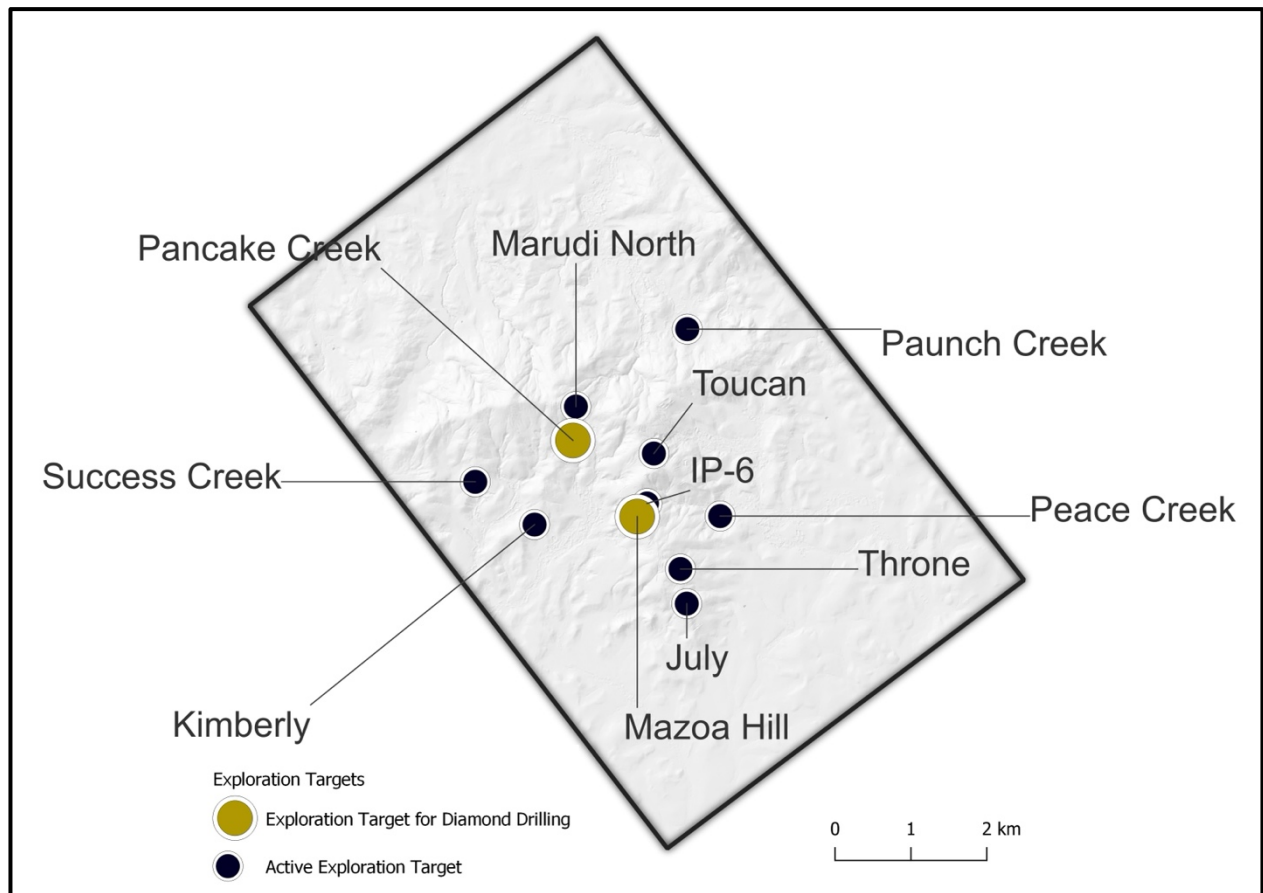 Pancake Creek
Marudi North
Paunch Creek
Toucan
Success Creek
IP-6
Peace Creek
Throne
July
Kimberly
Mazoa Hill
Exploration Targets
Exploration Target for Diamond Drilling
Active Exploration Target
0 1 2 km